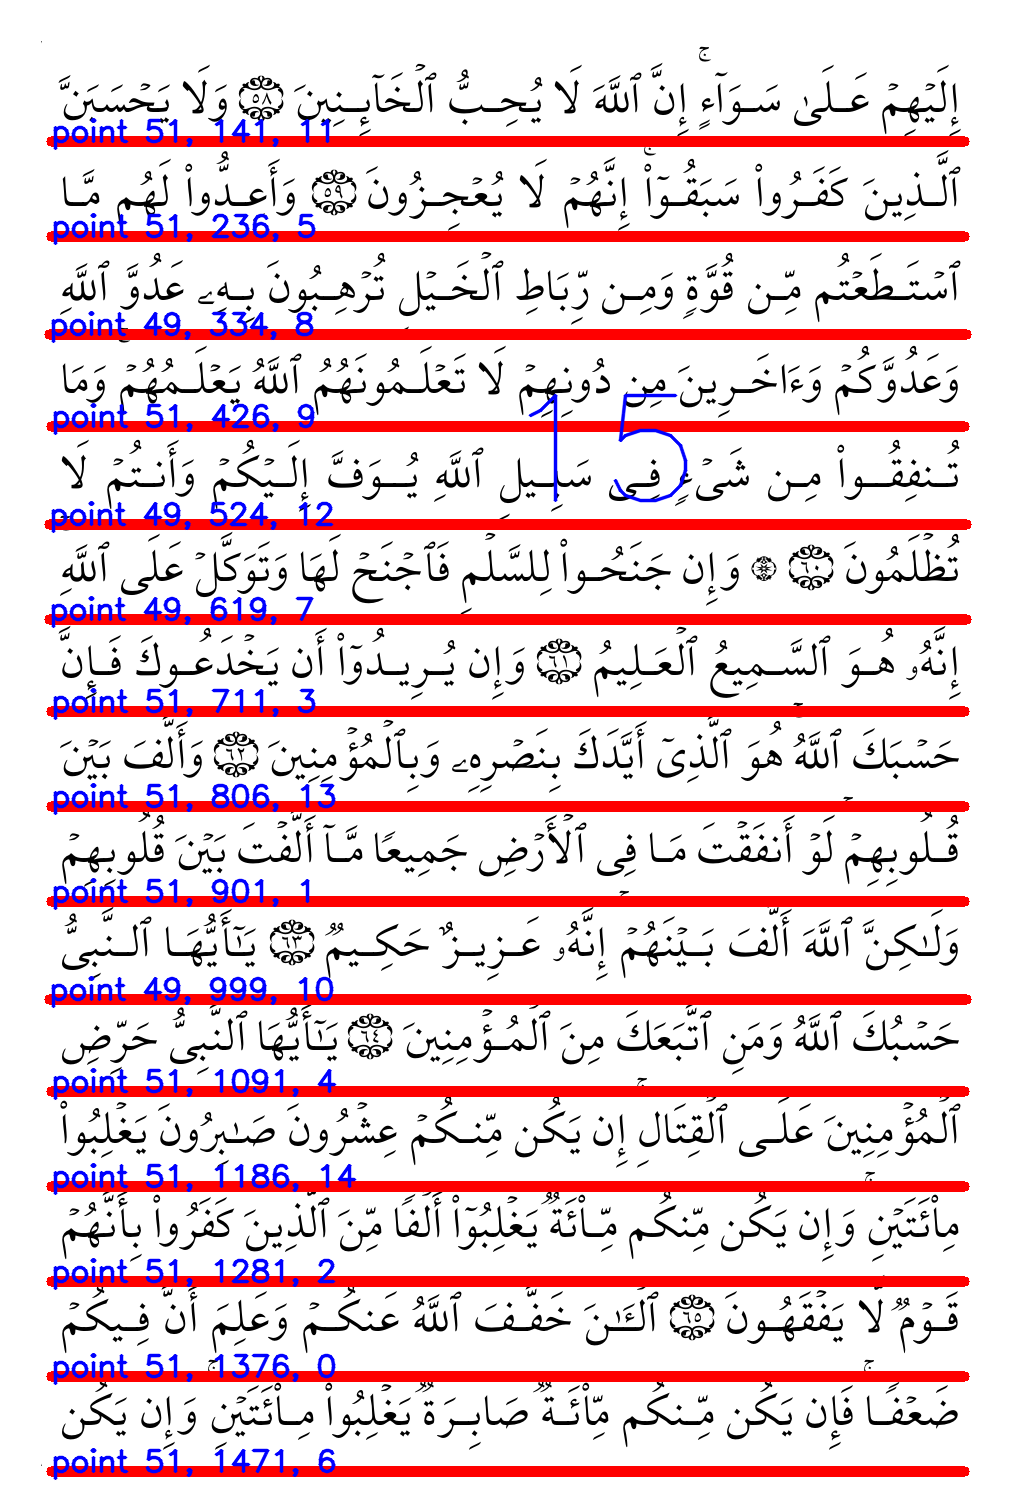 إِلَيْهِمْ عَلَىٰ سَوَآءٍ ۚ إِنَّ ٱللَّهَ لَا يُحِبُّ ٱلْخَآئِنِينَ ٥٨ وَلَا يَحْسَبَنَّ
point 51, 141, 11
ٱلَّذِينَ كَفَرُوا۟ سَبَقُوٓا۟ ۚ إِنَّهُمْ لَا يُعْجِزُونَ ٥٩ وَأَعِدُّوا۟ لَهُم مَّا
point 51, 236, 5
ٱسْتَطَعْتُم مِّن قُوَّةٍ وَمِن رِّبَاطِ ٱلْخَيْلِ تُرْهِبُونَ بِهِۦ عَدُوَّ ٱللَّهِ
point 49, 334, 8
وَعَدُوَّكُمْ وَءَاخَرِينَ مِن دُونِهِمْ لَا تَعْلَمُونَهُمُ ٱللَّهُ يَعْلَمُهُمْ ۚ وَمَا
point 51, 426, 9
15
تُنفِقُوا۟ مِن شَىْءٍ فِى سَبِيلِ ٱللَّهِ يُوَفَّ إِلَيْكُمْ وَأَنتُمْ لَا
point 49, 524, 12
تُظْلَمُونَ ٦٠ ۞ وَإِن جَنَحُوا۟ لِلسَّلْمِ فَٱجْنَحْ لَهَا وَتَوَكَّلْ عَلَى ٱللَّهِ ۚ
point 49, 619, 7
إِنَّهُۥ هُوَ ٱلسَّمِيعُ ٱلْعَلِيمُ ٦١ وَإِن يُرِيدُوٓا۟ أَن يَخْدَعُوكَ فَإِنَّ
point 51, 711, 3
حَسْبَكَ ٱللَّهُ ۚ هُوَ ٱلَّذِىٓ أَيَّدَكَ بِنَصْرِهِۦ وَبِٱلْمُؤْمِنِينَ ٦٢ وَأَلَّفَ بَيْنَ
point 51, 806, 13
قُلُوبِهِمْ ۚ لَوْ أَنفَقْتَ مَا فِى ٱلْأَرْضِ جَمِيعًا مَّآ أَلَّفْتَ بَيْنَ قُلُوبِهِمْ
point 51, 901, 1
وَلَـٰكِنَّ ٱللَّهَ أَلَّفَ بَيْنَهُمْ ۚ إِنَّهُۥ عَزِيزٌ حَكِيمٌ ٦٣ يَـٰٓأَيُّهَا ٱلنَّبِىُّ
point 49, 999, 10
حَسْبُكَ ٱللَّهُ وَمَنِ ٱتَّبَعَكَ مِنَ ٱلْمُؤْمِنِينَ ٦٤ يَـٰٓأَيُّهَا ٱلنَّبِىُّ حَرِّضِ
point 51, 1091, 4
ٱلْمُؤْمِنِينَ عَلَى ٱلْقِتَالِ ۚ إِن يَكُن مِّنكُمْ عِشْرُونَ صَـٰبِرُونَ يَغْلِبُوا۟
point 51, 1186, 14
مِا۟ئَتَيْنِ ۚ وَإِن يَكُن مِّنكُم مِّا۟ئَةٌ يَغْلِبُوٓا۟ أَلْفًا مِّنَ ٱلَّذِينَ كَفَرُوا۟ بِأَنَّهُمْ
point 51, 1281, 2
قَوْمٌ لَّا يَفْقَهُونَ ٦٥ ٱلْـَٔـٰنَ خَفَّفَ ٱللَّهُ عَنكُمْ وَعَلِمَ أَنَّ فِيكُمْ
point 51, 1376, 0
ضَعْفًا ۚ فَإِن يَكُن مِّنكُم مِّا۟ئَةٌ صَابِرَةٌ يَغْلِبُوا۟ مِا۟ئَتَيْنِ ۚ وَإِن يَكُن
point 51, 1471, 6